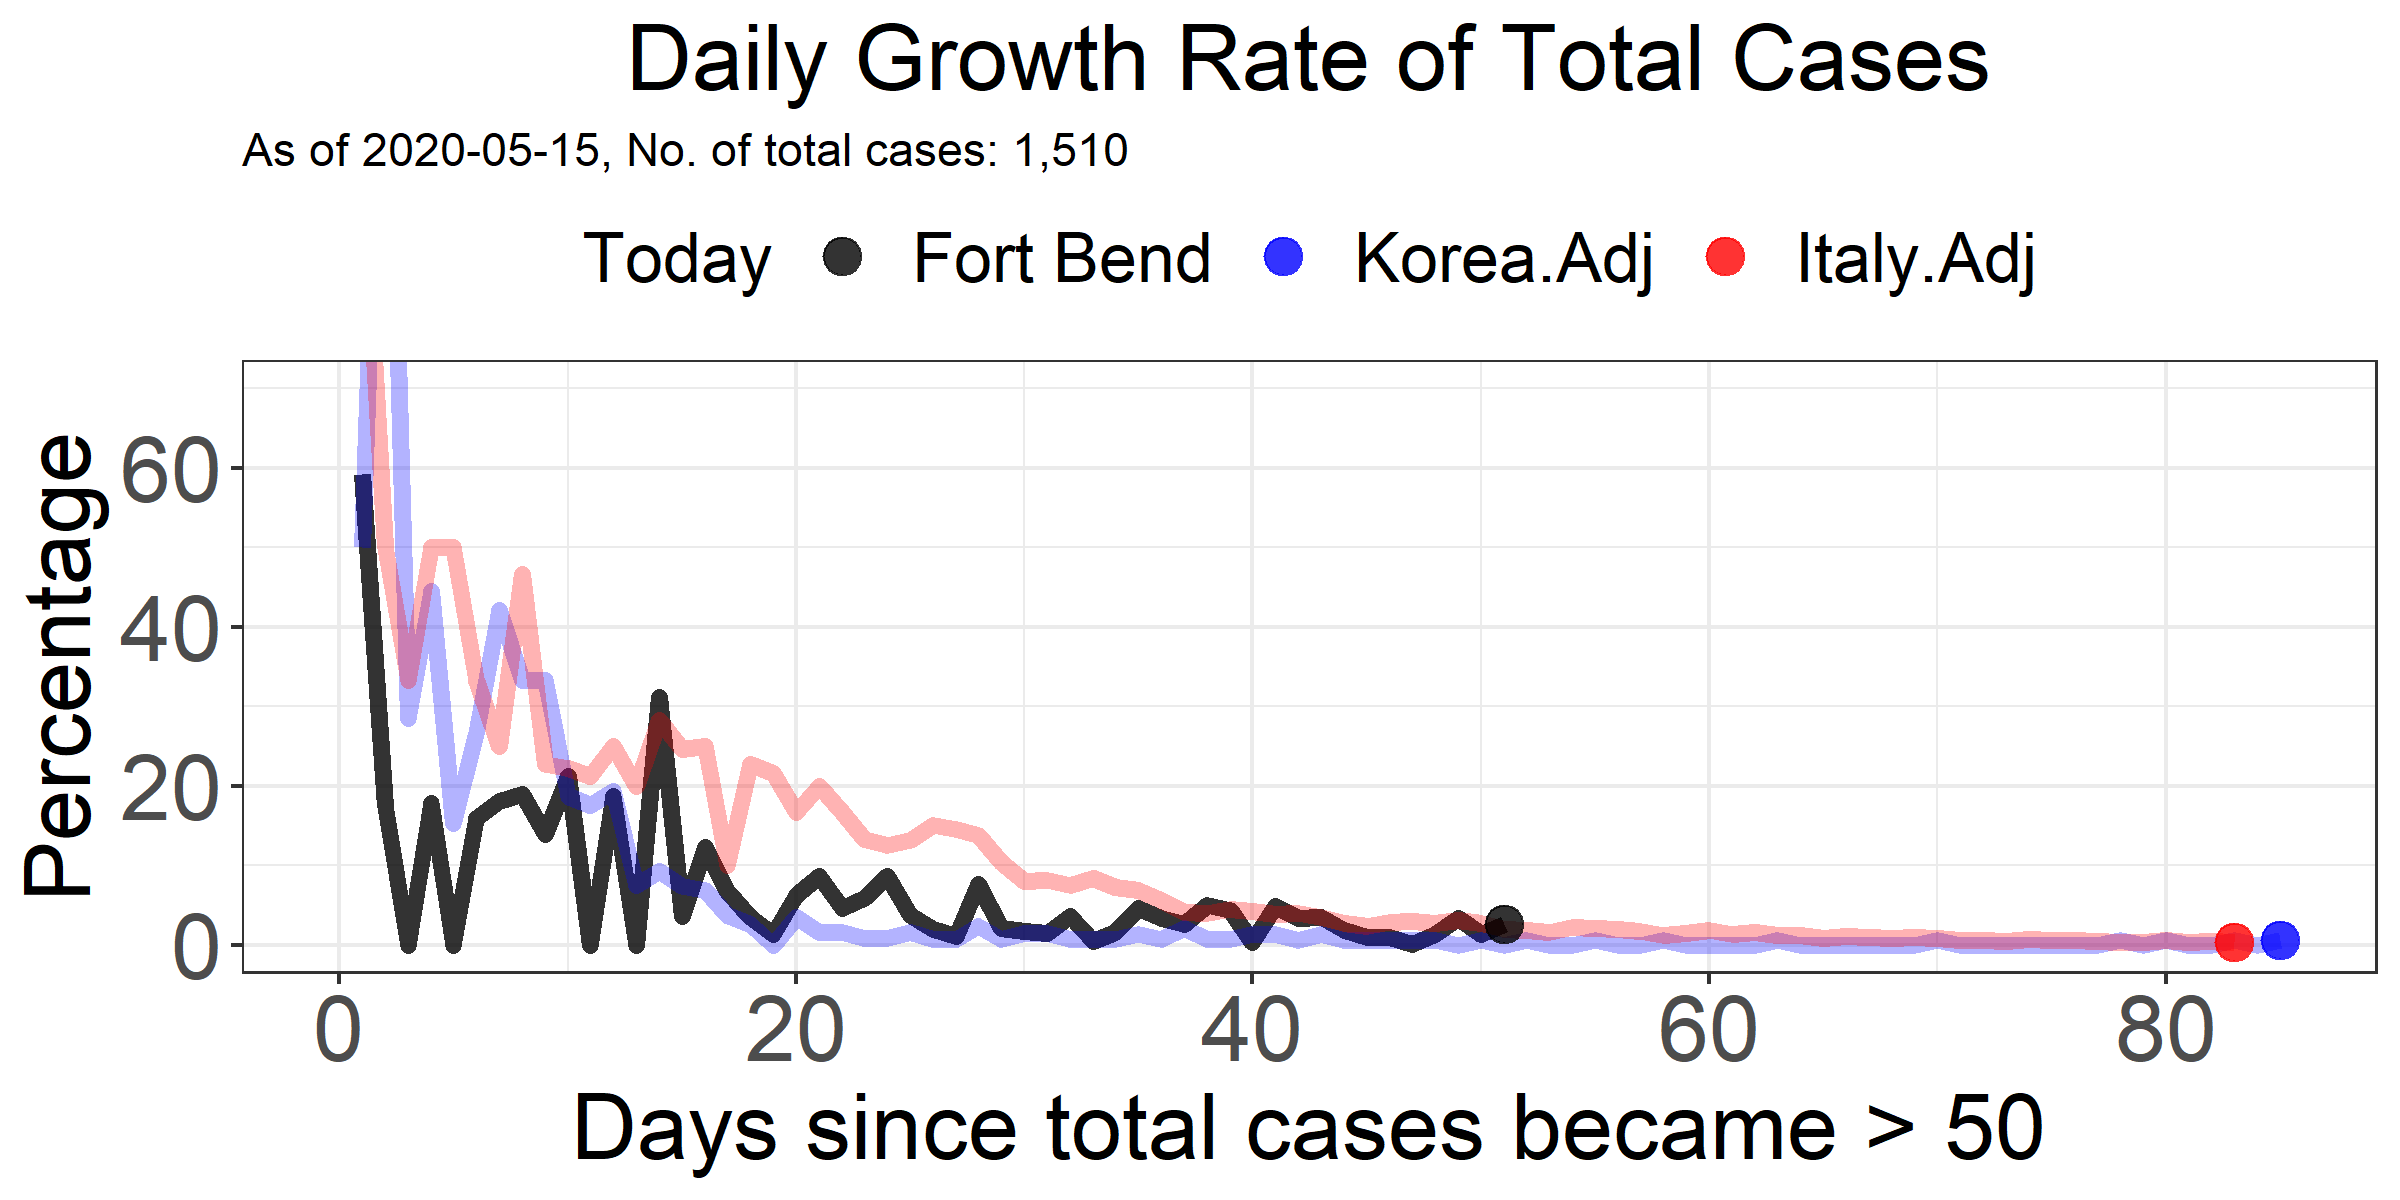 Daily Growth Rate of Total Cases
As of 2020-05-15, No. of total cases: 1,510
Today Fort Bend Korea.Adj Italy.Adj
Percentage
60
40
20
0
0 20 40 60 80
Days since total cases became > 50